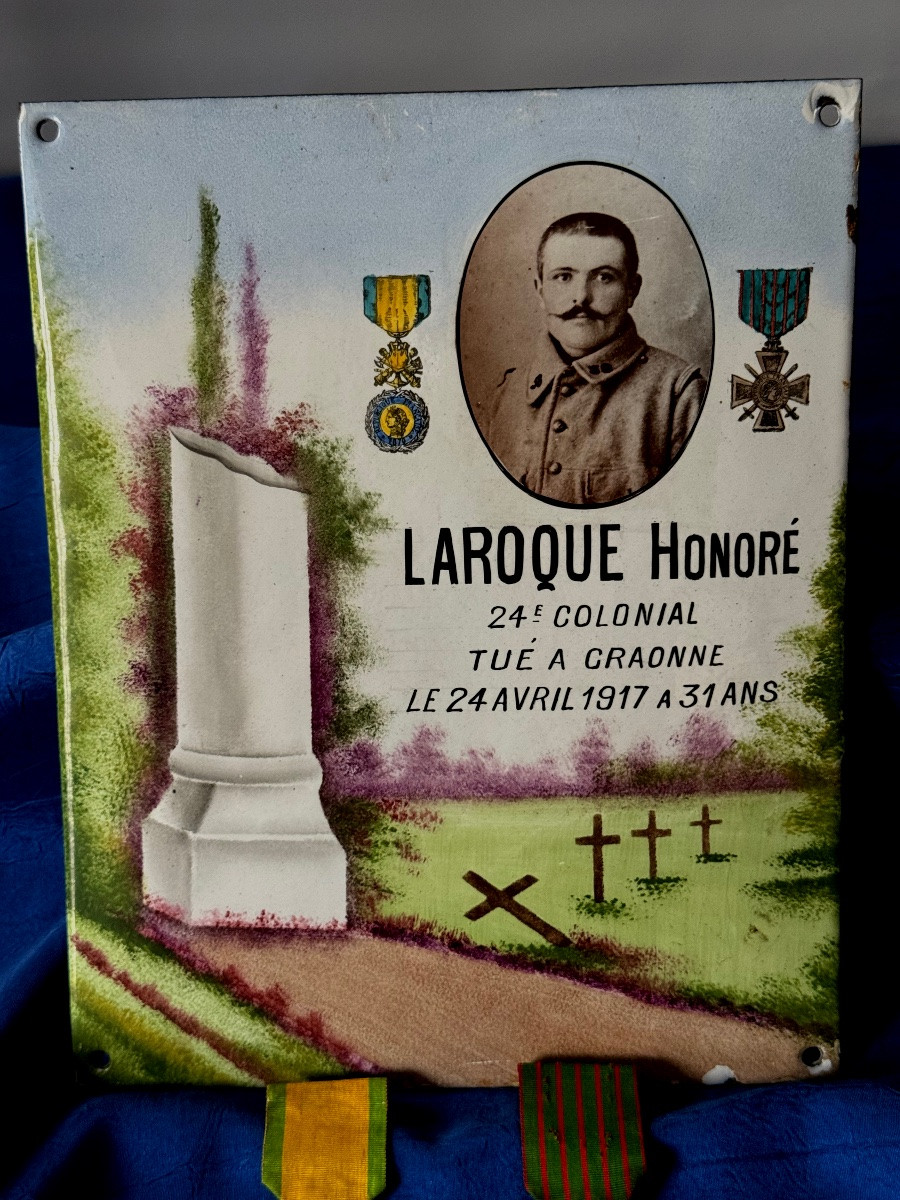 LAROQUE HONORÉ
24E COLONIAL
TUÉ A CRAONNE
LE 24 AVRIL 1917 A 31 ANS